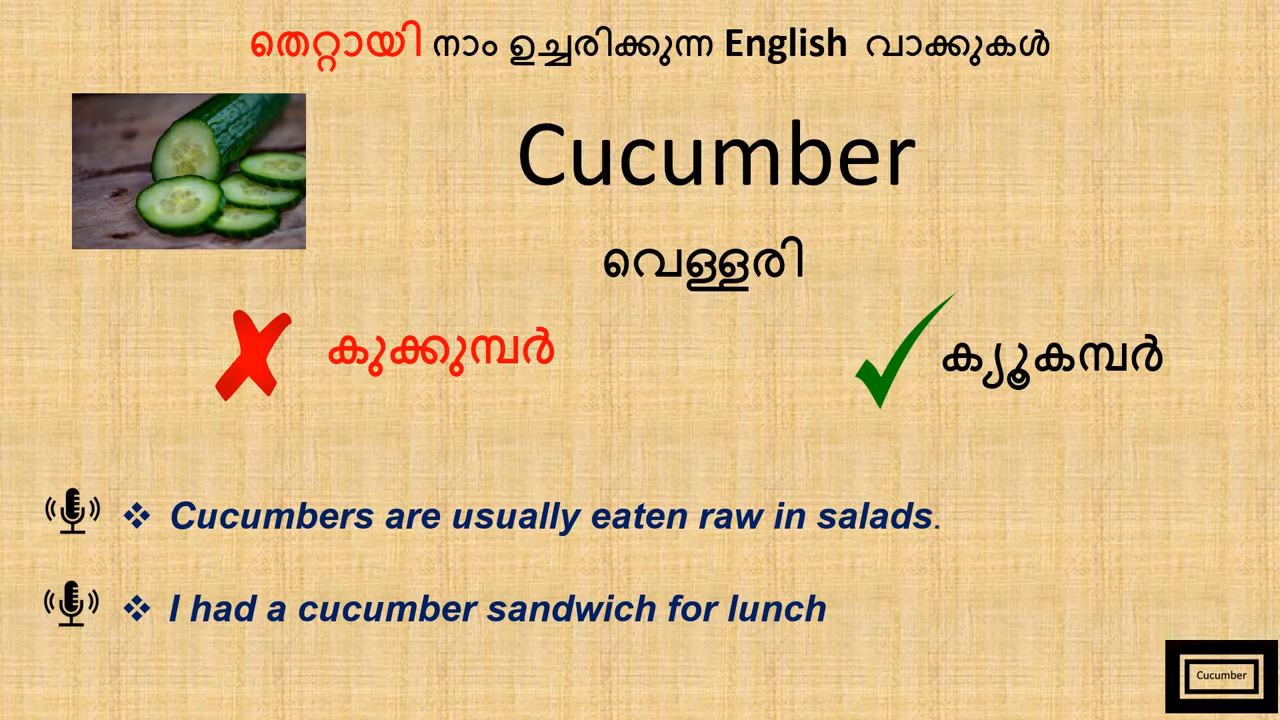 തെറ്റായി നാം ഉച്ചരിക്കുന്ന English വാക്കുകൾ
Cucumber
വെള്ളരി
കുക്കുമ്പർ
ക്യൂകമ്പർ
❖ Cucumbers are usually eaten raw in salads.
❖ I had a cucumber sandwich for lunch
Cucumber